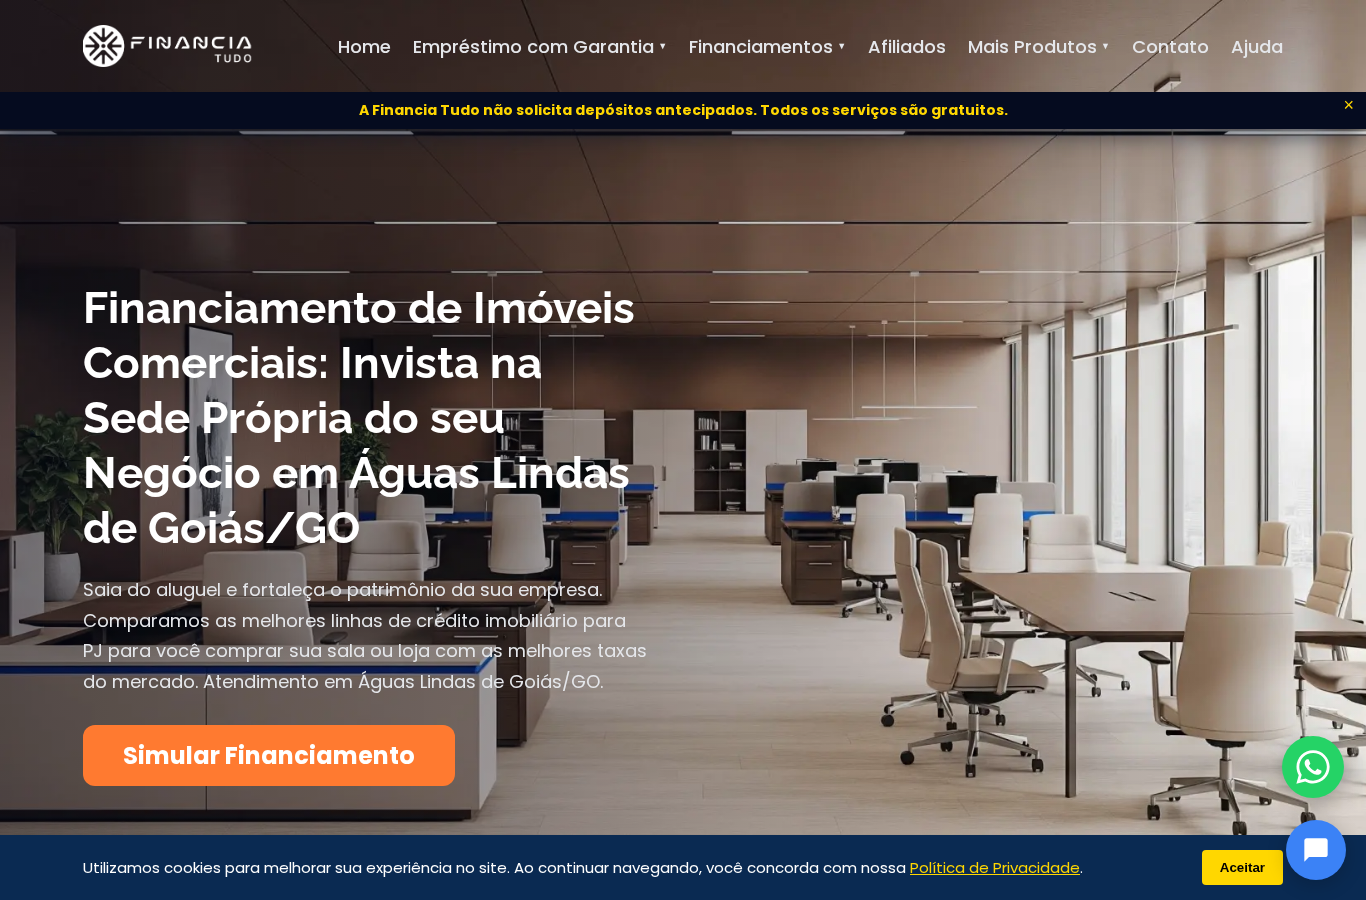 FINANCIA
TUDO
Home
Empréstimo com Garantia ▼
Financiamentos ▼
Afiliados
Mais Produtos ▼
Contato
Ajuda
A Financia Tudo não solicita depósitos antecipados. Todos os serviços são gratuitos.
×
Financiamento de Imóveis
Comerciais: Invista na
Sede Própria do seu
Negócio em Águas Lindas
de Goiás/GO
Saia do aluguel e fortaleça o patrimônio da sua empresa.
Comparamos as melhores linhas de crédito imobiliário para
PJ para você comprar sua sala ou loja com as melhores taxas
do mercado. Atendimento em Águas Lindas de Goiás/GO.
Simular Financiamento
Utilizamos cookies para melhorar sua experiência no site. Ao continuar navegando, você concorda com nossa Política de Privacidade.
Aceitar